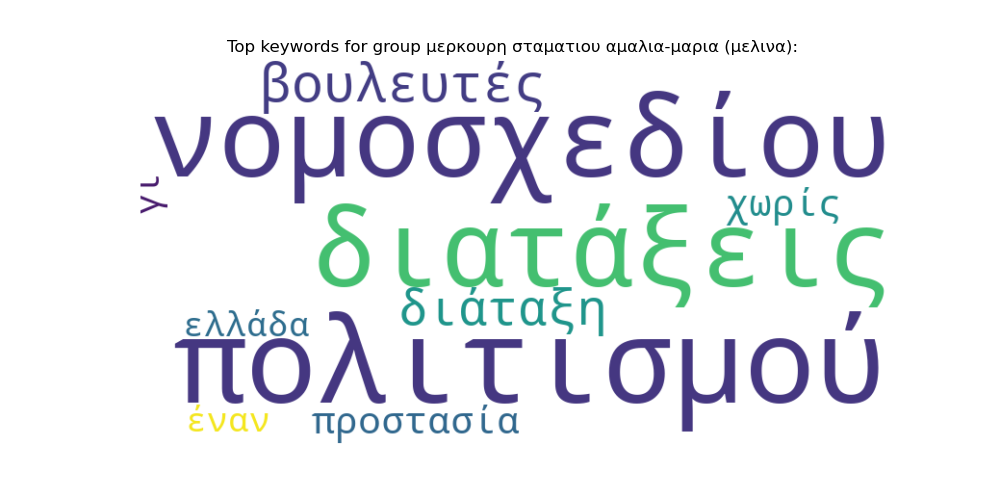 Top keywords for group μερκουρη σταματιου αμαλια-μαρια (μελινα):
βουλευτές
νομοσχεδίου
γι
χωρίς
διατάξεις
διάταξη
ελλάδα
πολιτισμού
έναν
προστασία